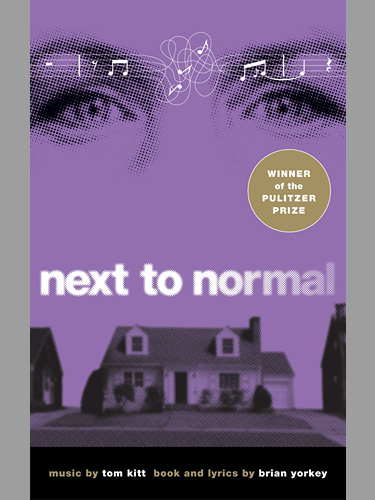 WINNER
of the
PULITZER
PRIZE
next to normal
music by tom kitt book and lyrics by brian yorkey